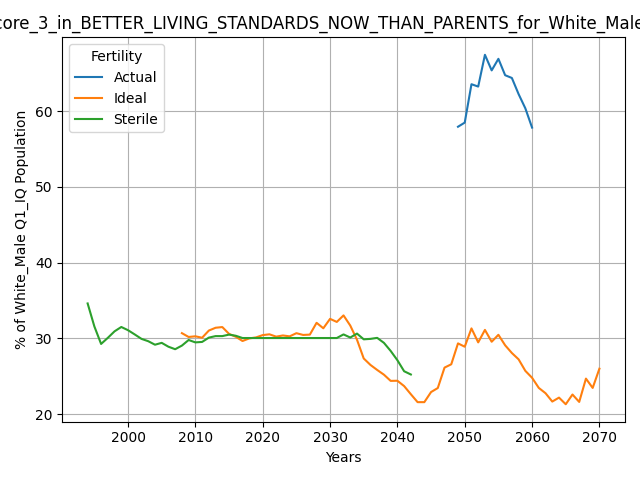 core_3_in_BETTER_LIVING_STANDARDS_NOW_THAN_PARENTS_for_White_Male
Fertility
Actual
Ideal
Sterile
% of White_Male Q1_IQ Population
60
50
40
30
20
2000 2010 2020 2030 2040 2050 2060 2070
Years